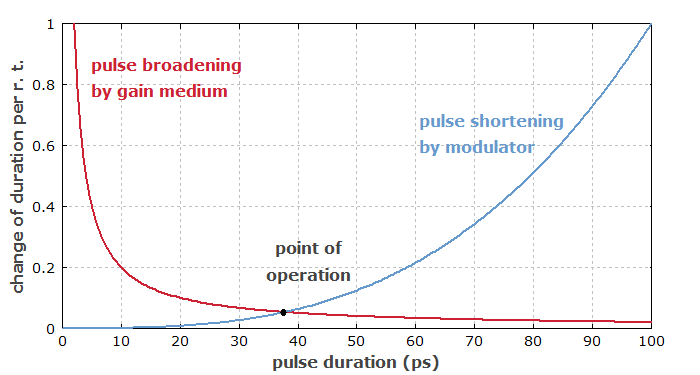 1
0.8
0.6
0.4
0.2
0
change of duration per r. t.
pulse broadening
by gain medium
pulse shortening
by modulator
point of
operation
0 10 20 30 40 50 60 70 80 90 100
pulse duration (ps)